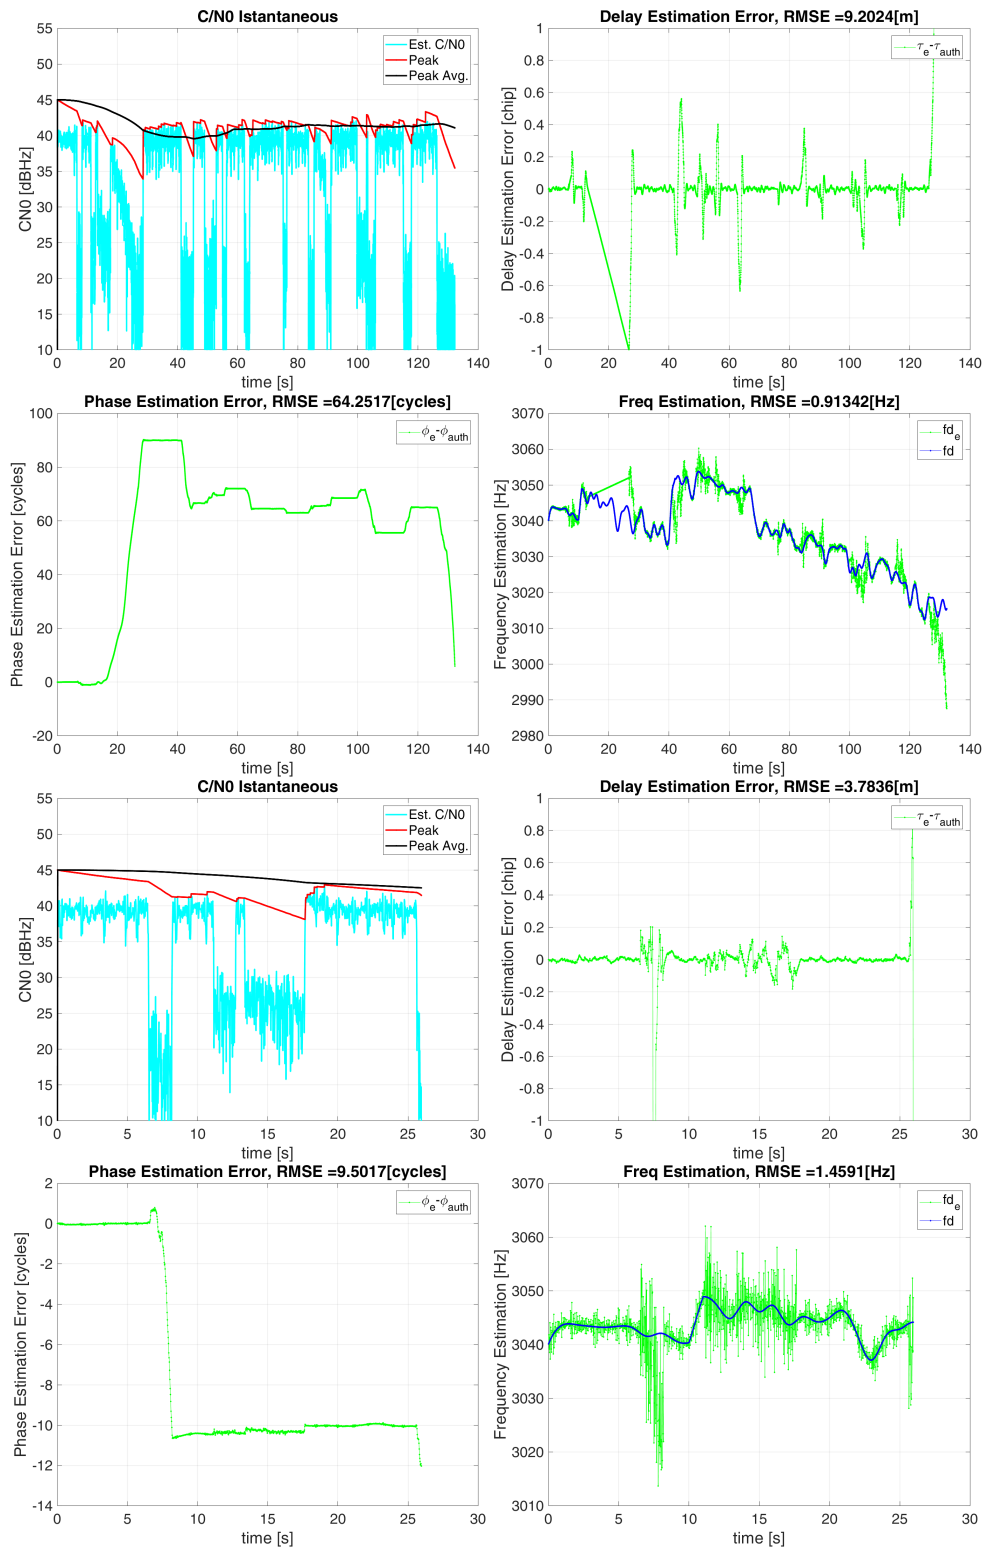 C/N0 Istantaneous
CN0 [dBHz]
55
50
45
40
35
30
25
20
15
10
0 20 40 60 80 100 120 140
time [s]
Est. C/N0
Peak
Peak Avg.
Delay Estimation Error, RMSE =9.2024[m]
Delay Estimation Error [chip]
1
0.8
0.6
0.4
0.2
0
-0.2
-0.4
-0.6
-0.8
-1
0 20 40 60 80 100 120 140
time [s]
τe-τauth
Phase Estimation Error, RMSE =64.2517[cycles]
Phase Estimation Error [cycles]
100
80
60
40
20
0
-20
0 20 40 60 80 100 120 140
time [s]
ϕe-ϕauth
Freq Estimation, RMSE =0.91342[Hz]
Frequency Estimation [Hz]
3070
3060
3050
3040
3030
3020
3010
3000
2990
2980
0 20 40 60 80 100 120 140
time [s]
fde
fd
C/N0 Istantaneous
CN0 [dBHz]
55
50
45
40
35
30
25
20
15
10
0 5 10 15 20 25 30
time [s]
Est. C/N0
Peak
Peak Avg.
Delay Estimation Error, RMSE =3.7836[m]
Delay Estimation Error [chip]
1
0.8
0.6
0.4
0.2
0
-0.2
-0.4
-0.6
-0.8
-1
0 5 10 15 20 25 30
time [s]
τe-τauth
Phase Estimation Error, RMSE =9.5017[cycles]
Phase Estimation Error [cycles]
2
0
-2
-4
-6
-8
-10
-12
-14
0 5 10 15 20 25 30
time [s]
ϕe-ϕauth
Freq Estimation, RMSE =1.4591[Hz]
Frequency Estimation [Hz]
3070
3060
3050
3040
3030
3020
3010
0 5 10 15 20 25 30
time [s]
fde
fd